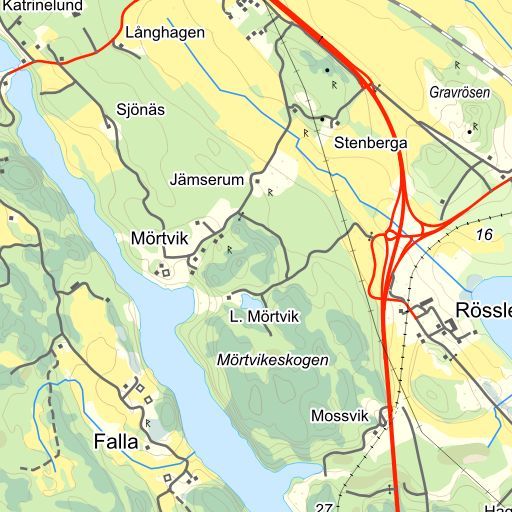 Katrinelund
Långhagen
Gravrösen
Sjönäs
R
R
R
Stenberga
Jämserum
R
16
Mörtvik
R
L. Mörtvik
Rössle
Mörtvikeskogen
Mossvik
R
Falla
27